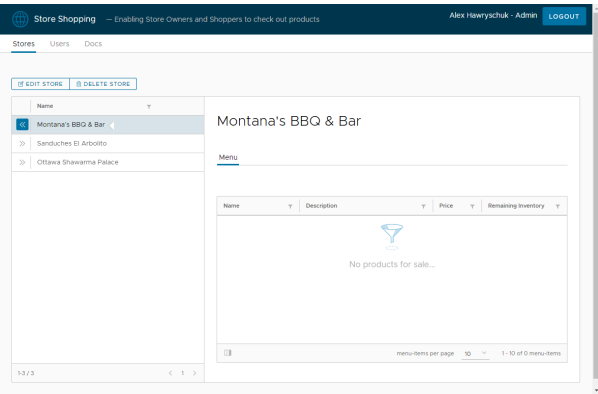 Store Shopping — Enabling Store Owners and Shoppers to check out products Alex Hawryschuk - Admin LOGOUT
Stores Users Docs
EDIT STORE DELETE STORE
Name
Montana's BBQ & Bar
Sanduches El Arbolito
Ottawa Shawarma Palace
1-3 / 3 1
Montana's BBQ & Bar
Menu
Name Description Price Remaining Inventory
No products for sale...
menu-items per page 10 1 - 10 of 0 menu-items